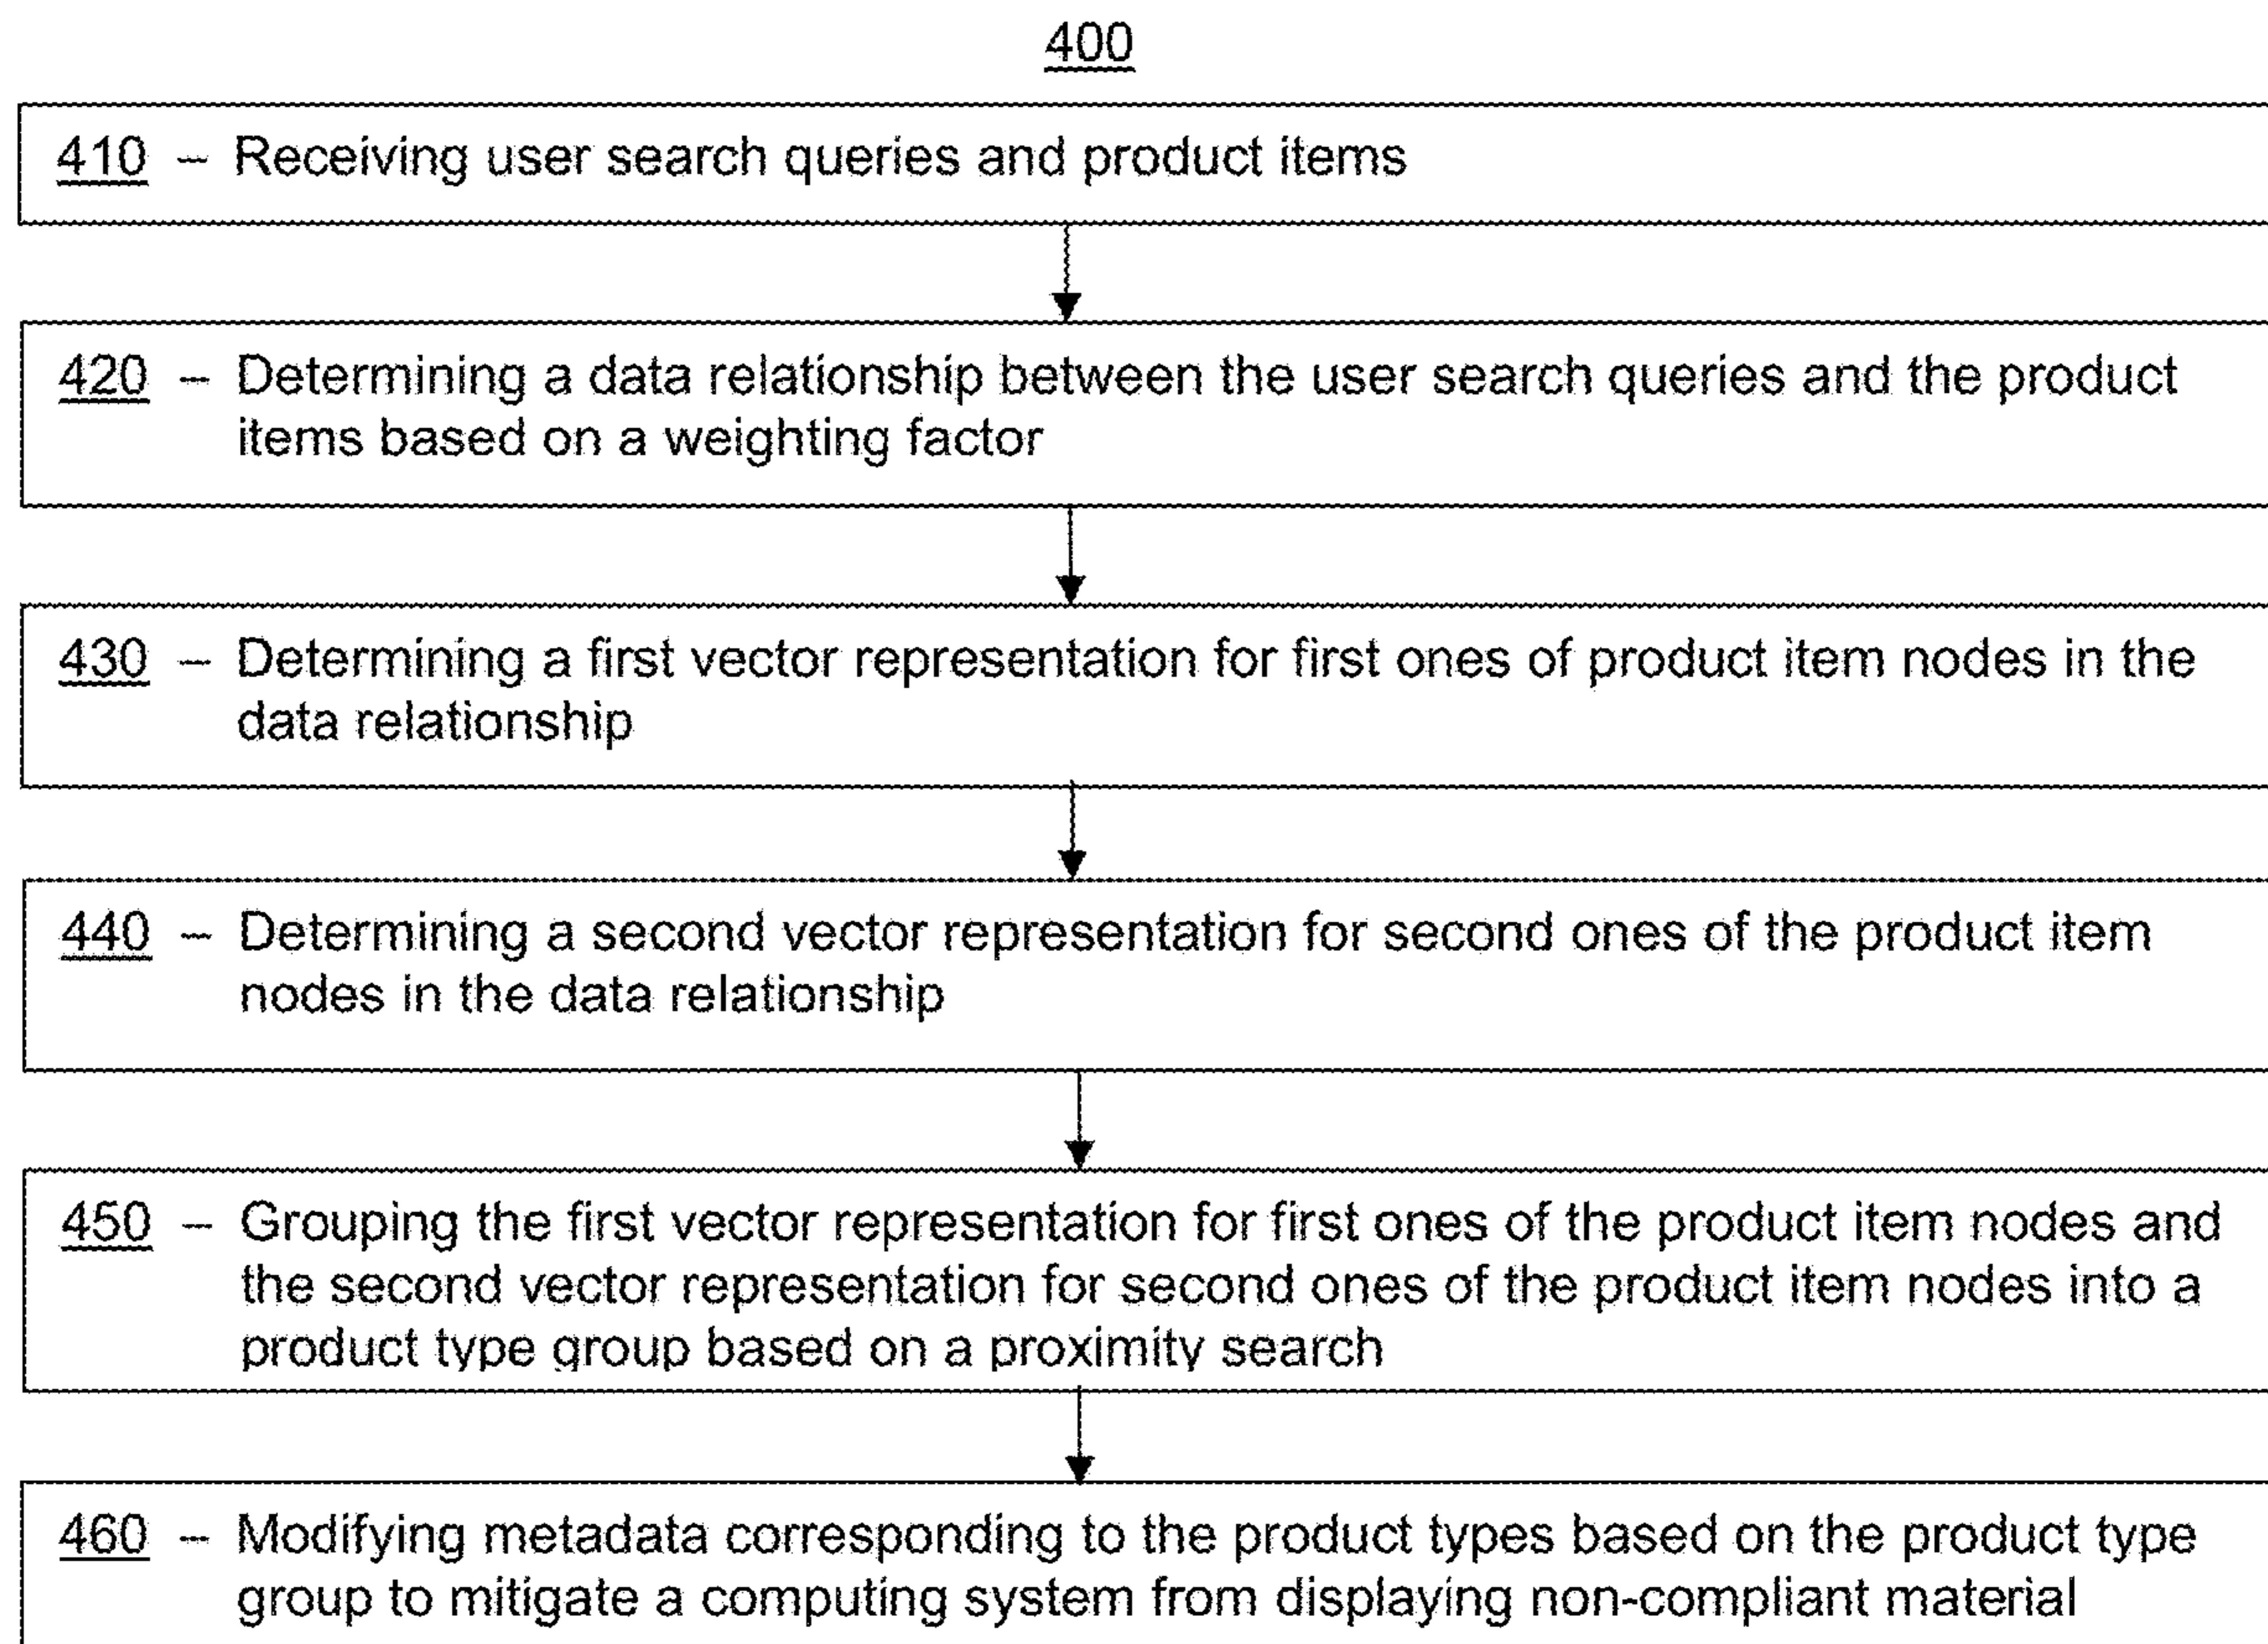 400
410 – Receiving user search queries and product items
420 – Determining a data relationship between the user search queries and the product
items based on a weighting factor
430 – Determining a first vector representation for first ones of product item nodes in the
data relationship
440 – Determining a second vector representation for second ones of the product item
nodes in the data relationship
450 – Grouping the first vector representation for first ones of the product item nodes and
the second vector representation for second ones of the product item nodes into a
product type group based on a proximity search
460 – Modifying metadata corresponding to the product types based on the product type
group to mitigate a computing system from displaying non-compliant material